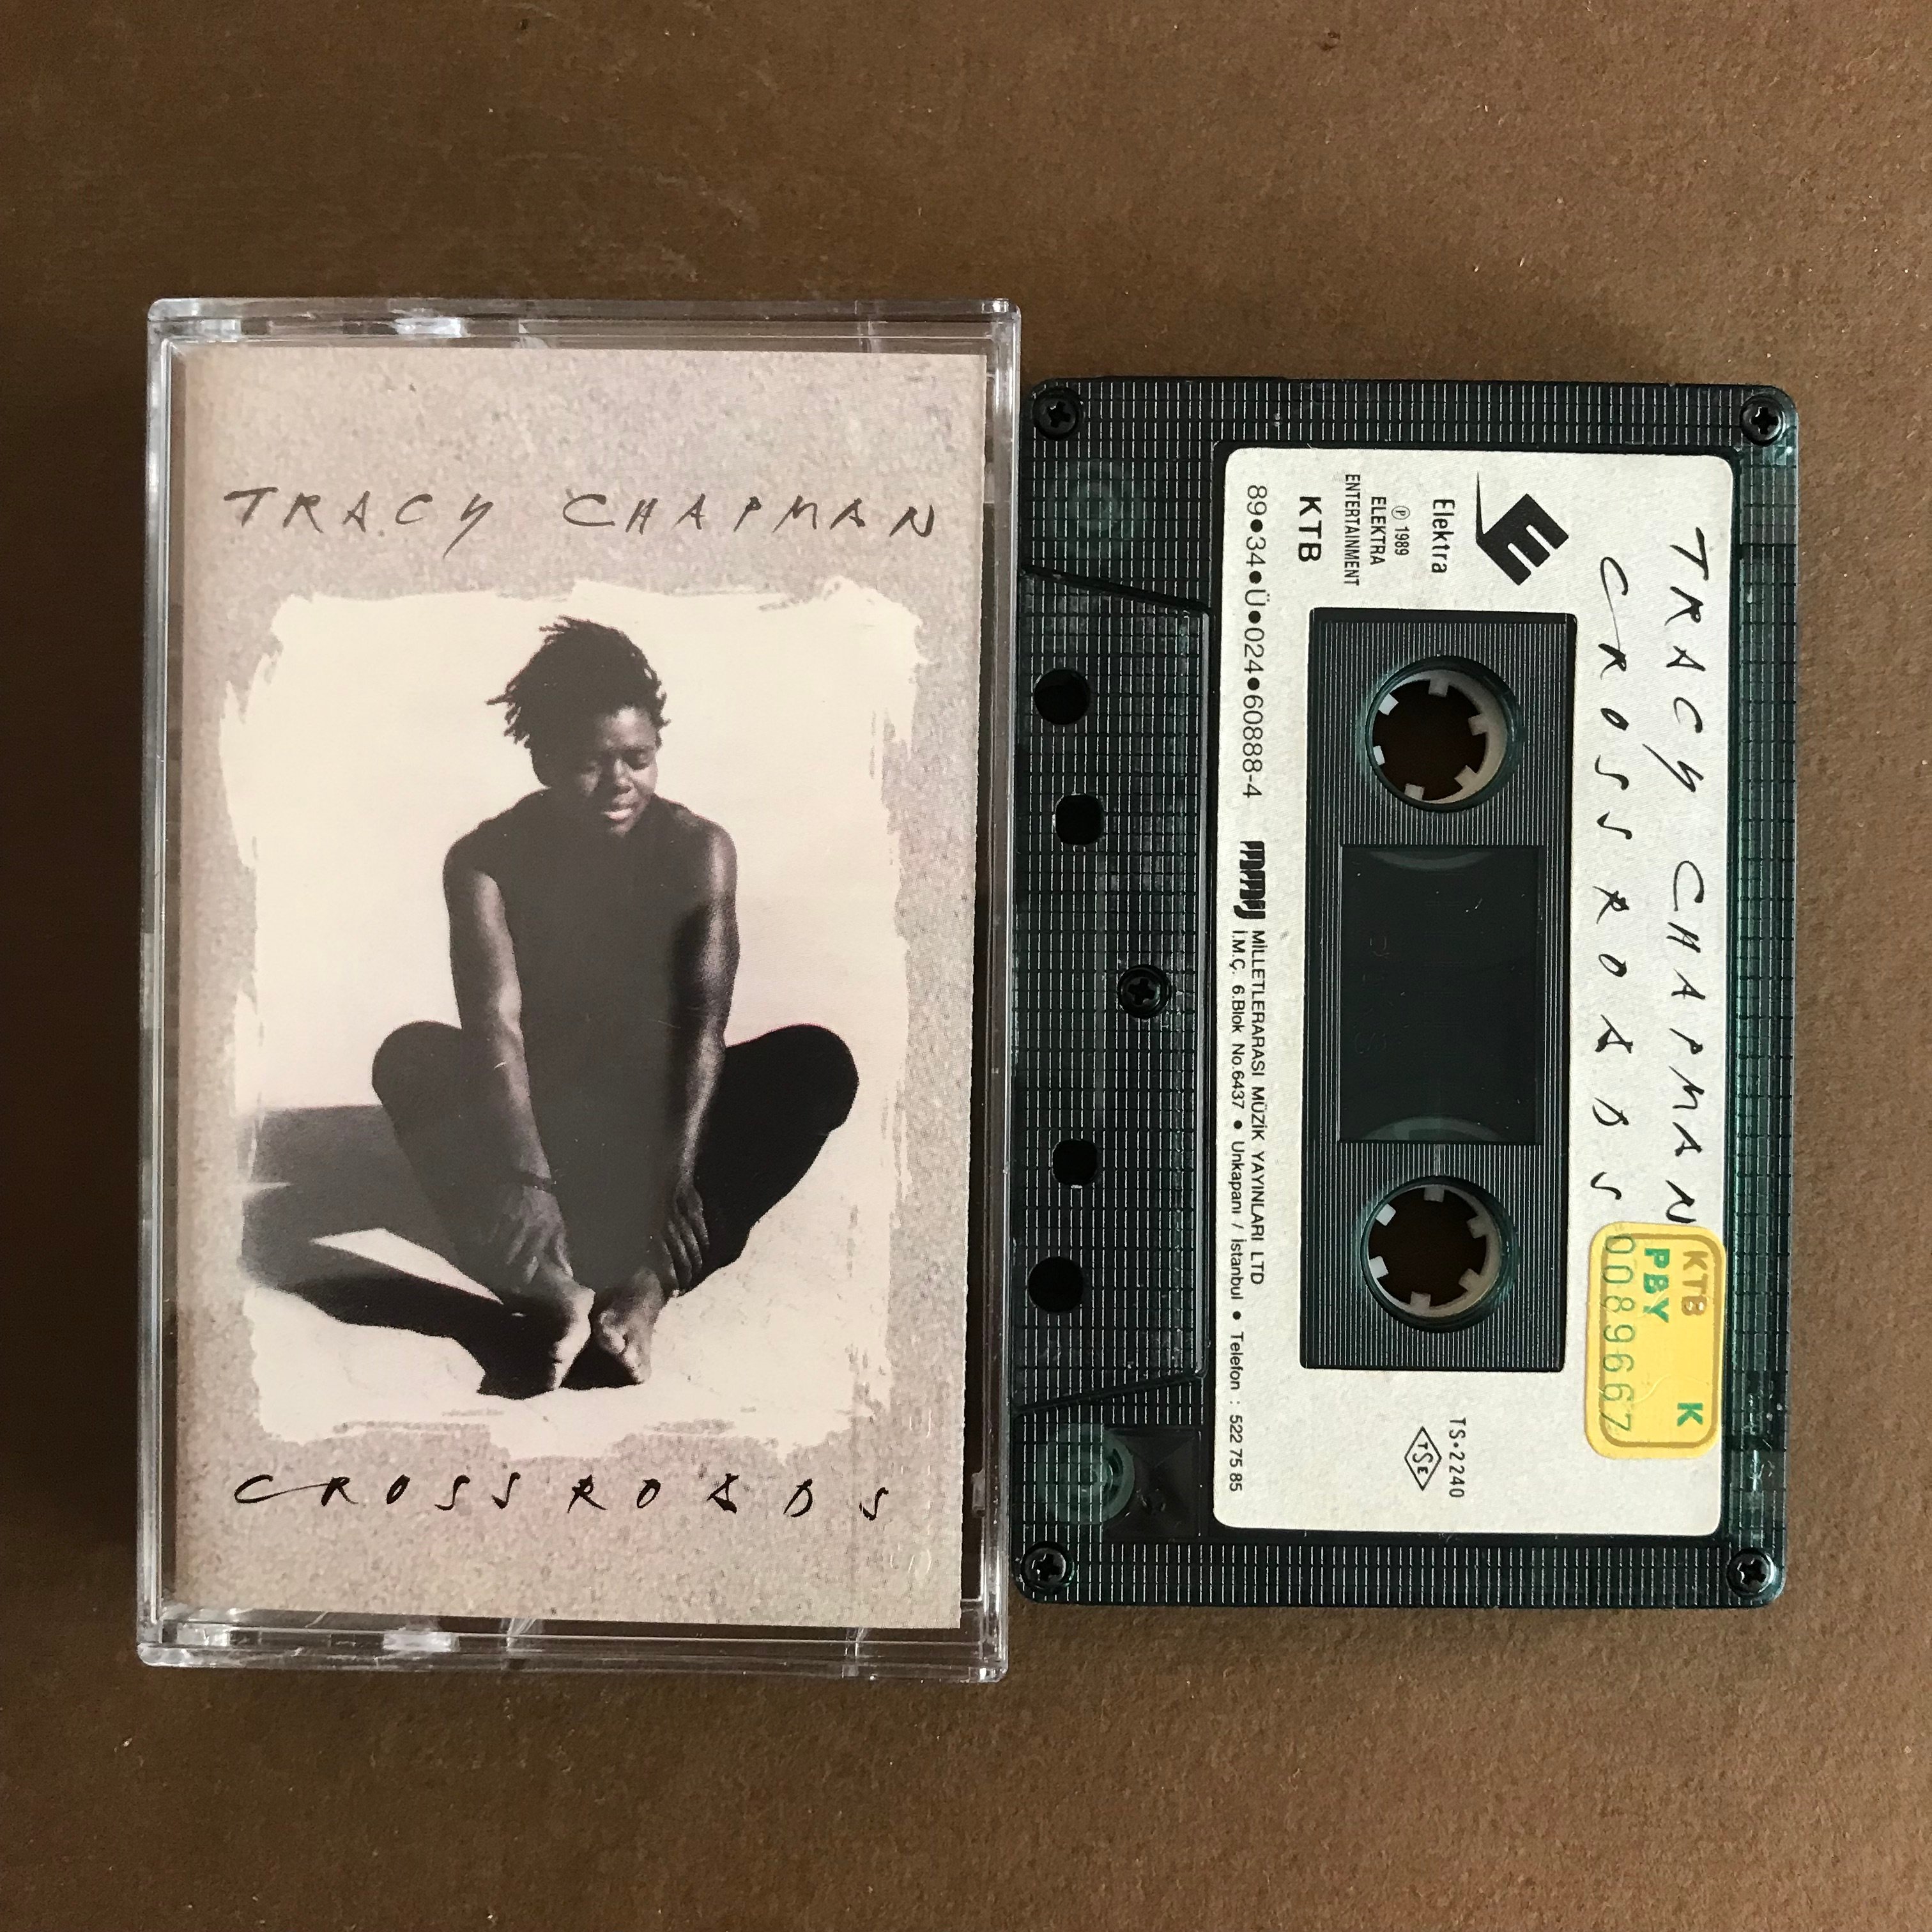 TRACY CHAPMAN
CROSSROADS
TRACY CHAPMAN
CROSSROADS
KTB K
PBY
0089667
Elektra
℗ 1989
ELEKTRA
ENTERTAINMENT
KTB
TS•2240
TSE
89•34•Ü•024•60888-4
MİLLETLERARASI MÜZİK YAYINLARI LTD
İ.M.Ç. 6.Blok No.6437 • Unkapanı / İstanbul • Telefon : 522 75 85